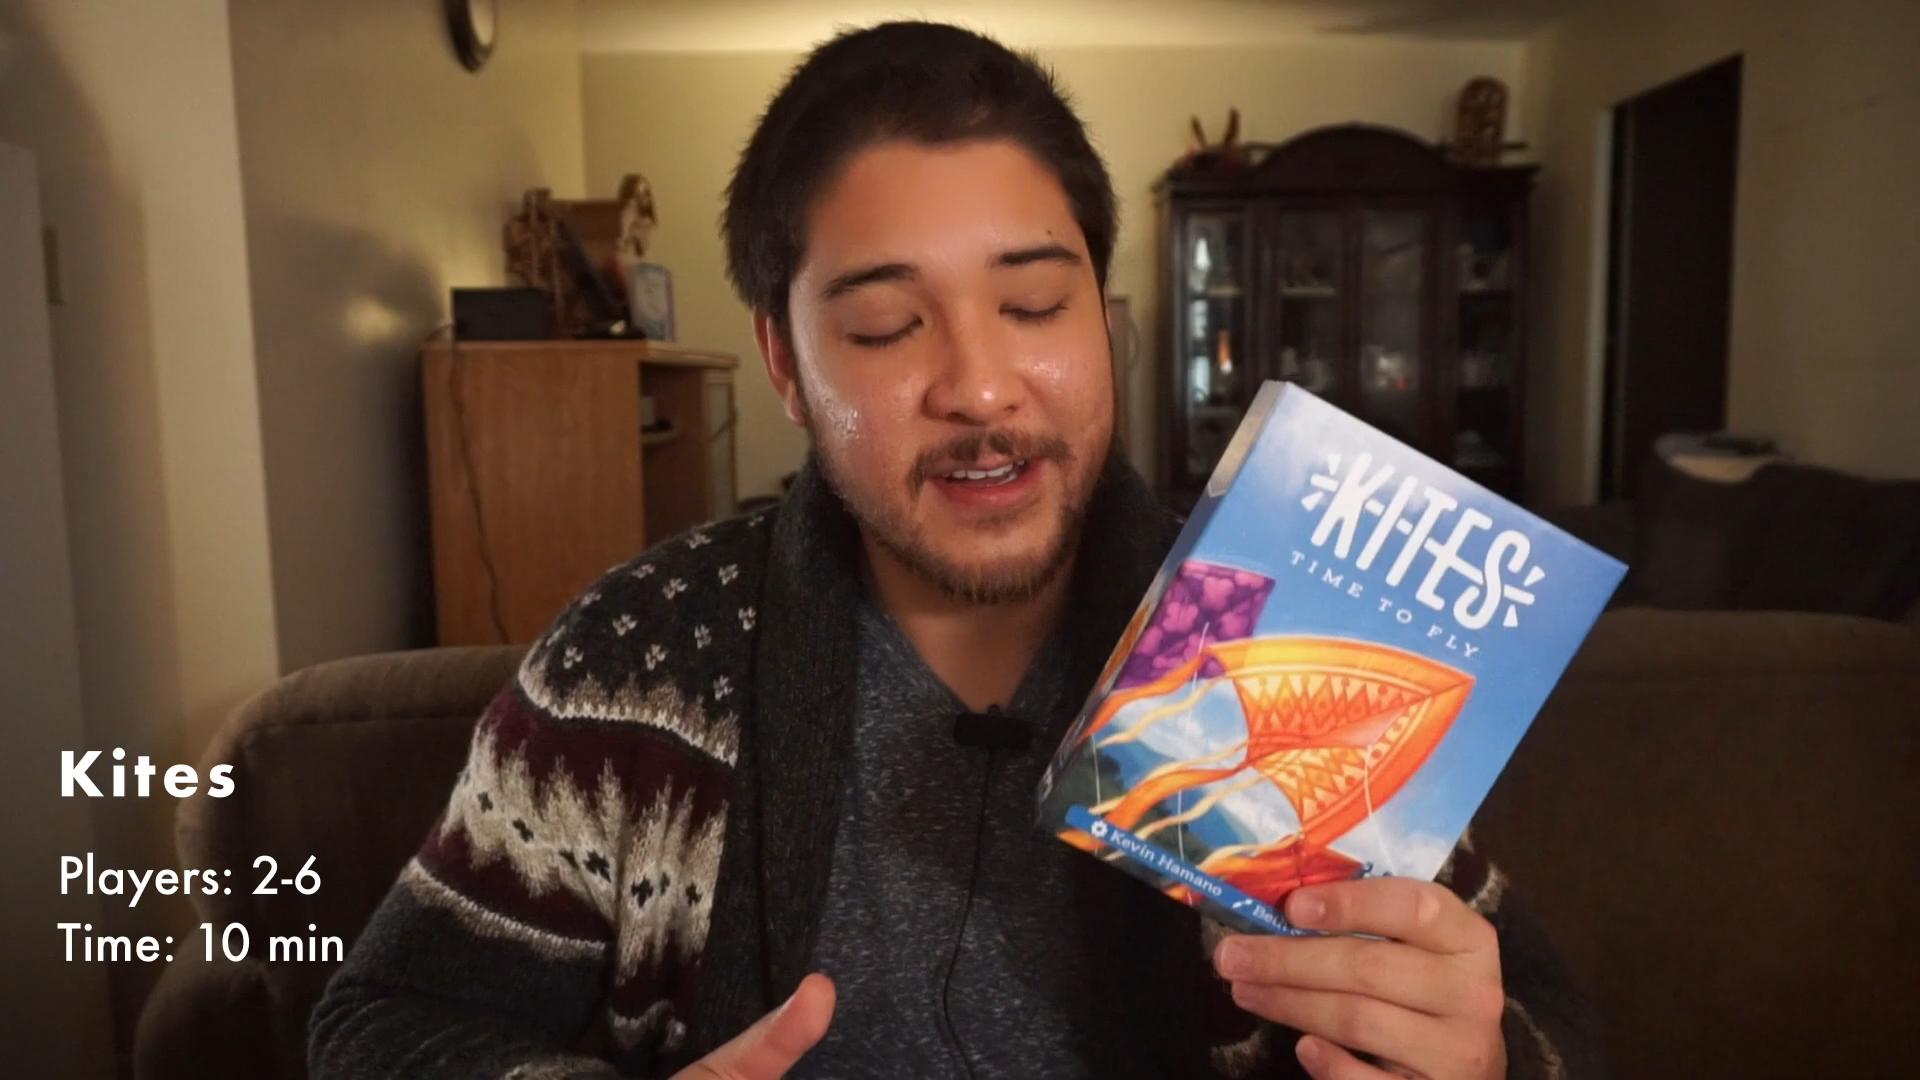 KITES
TIME TO FLY
Kevin Hamano
Kites
Players: 2-6
Time: 10 min